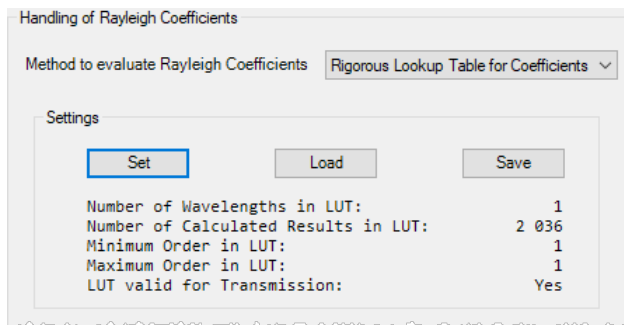 Handling of Rayleigh Coefficients
Method to evaluate Rayleigh Coefficients Rigorous Lookup Table for Coefficients
Settings
Set Load Save
Number of Wavelengths in LUT: 1
Number of Calculated Results in LUT: 2 036
Minimum Order in LUT: 1
Maximum Order in LUT: 1
LUT valid for Transmission: Yes